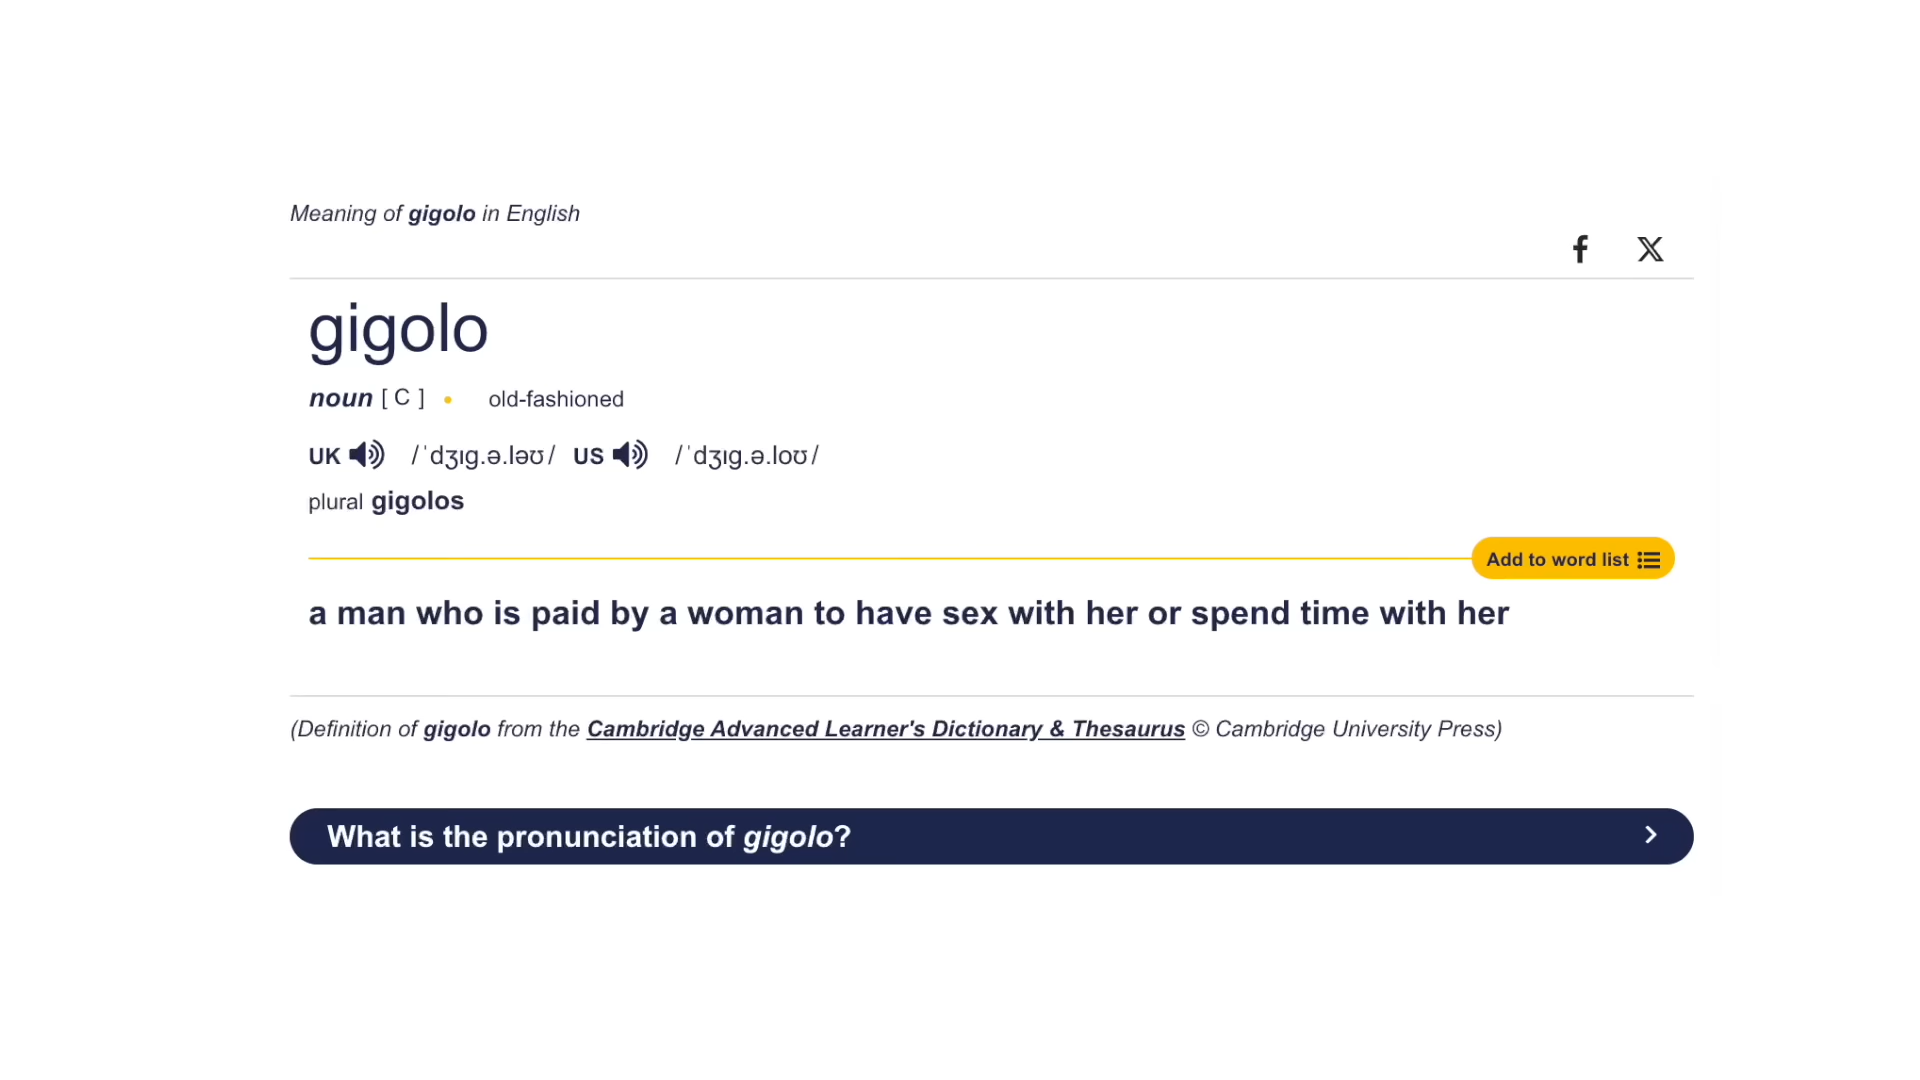 Meaning of gigolo in English
gigolo
noun [ C ] • old-fashioned
UK /ˈdʒɪɡ.ə.ləʊ/ US /ˈdʒɪɡ.ə.loʊ/
plural gigolos
Add to word list
a man who is paid by a woman to have sex with her or spend time with her
(Definition of gigolo from the Cambridge Advanced Learner's Dictionary & Thesaurus © Cambridge University Press)
What is the pronunciation of gigolo?